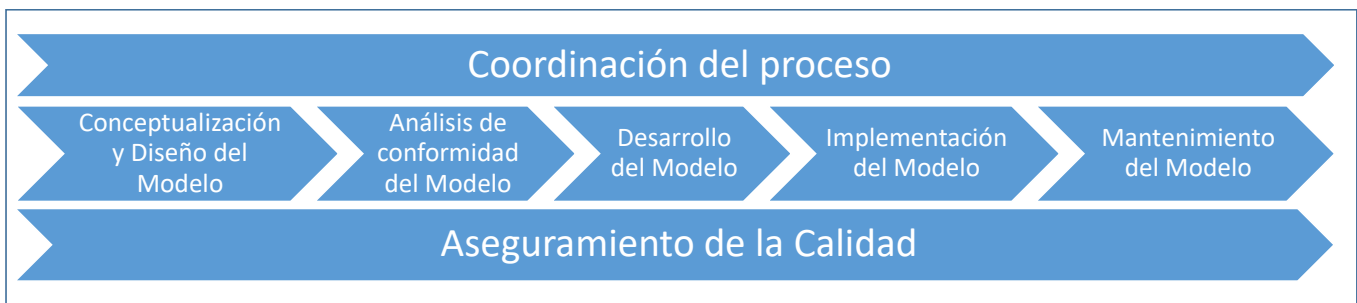 Coordinación del proceso
Conceptualización
y Diseño del
Modelo
Análisis de
conformidad
del Modelo
Desarrollo
del Modelo
Implementación
del Modelo
Mantenimiento
del Modelo
Aseguramiento de la Calidad